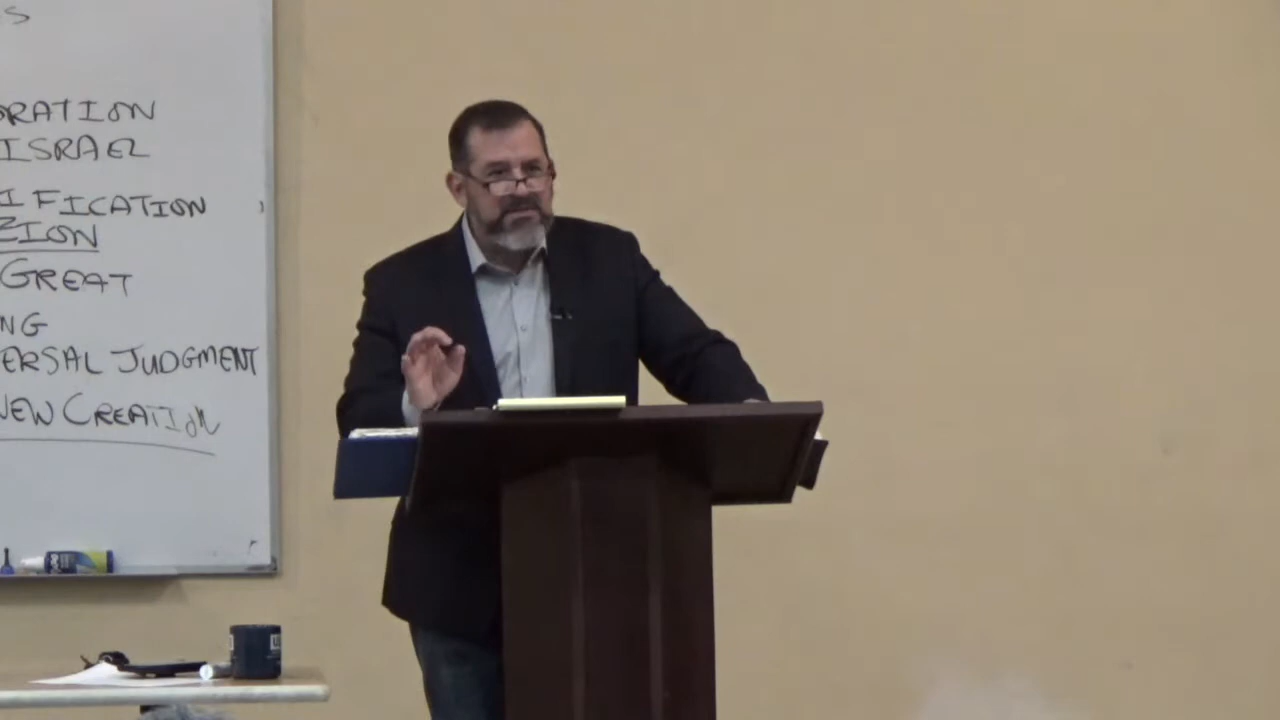 S
ORATION
ISRAEL
IFICATION
ZION
GREAT
NG
ERSAL JUDGMENT
NEW CREATION